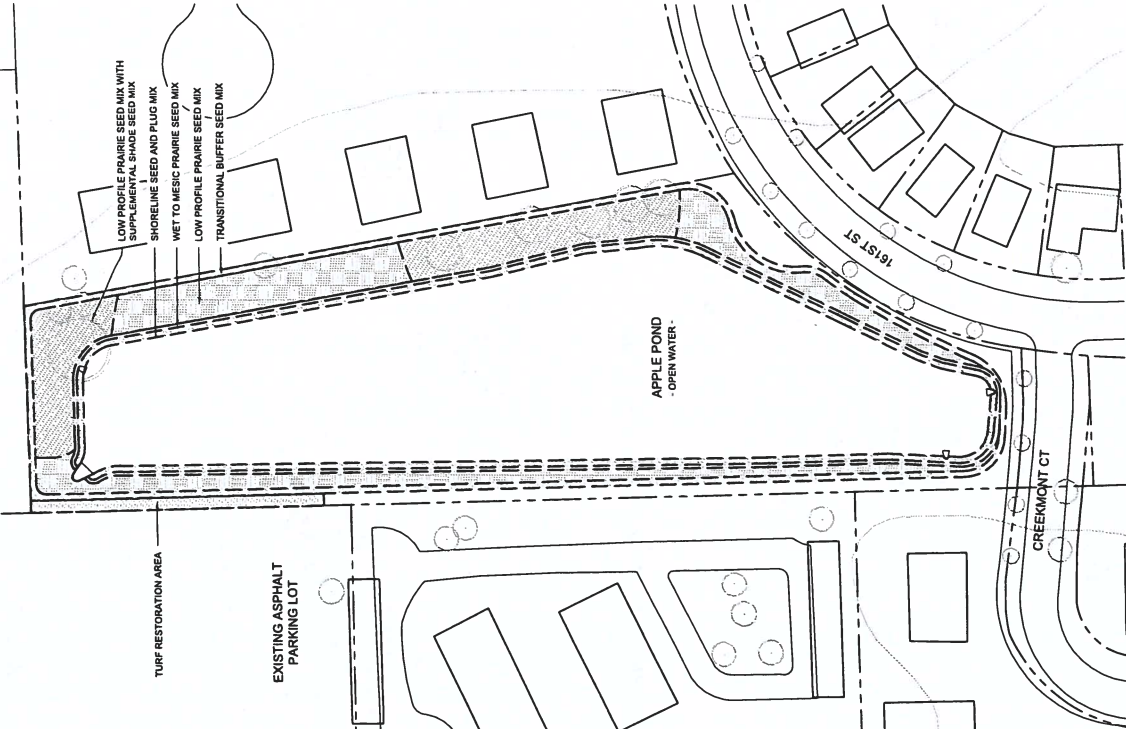 LOW PROFILE PRAIRIE SEED MIX WITH
SUPPLEMENTAL SHADE SEED MIX
SHORELINE SEED AND PLUG MIX
WET TO MESIC PRAIRIE SEED MIX
LOW PROFILE PRAIRIE SEED MIX
TRANSITIONAL BUFFER SEED MIX
161ST ST
APPLE POND
- OPEN WATER -
CREEKMONT CT
TURF RESTORATION AREA
EXISTING ASPHALT
PARKING LOT